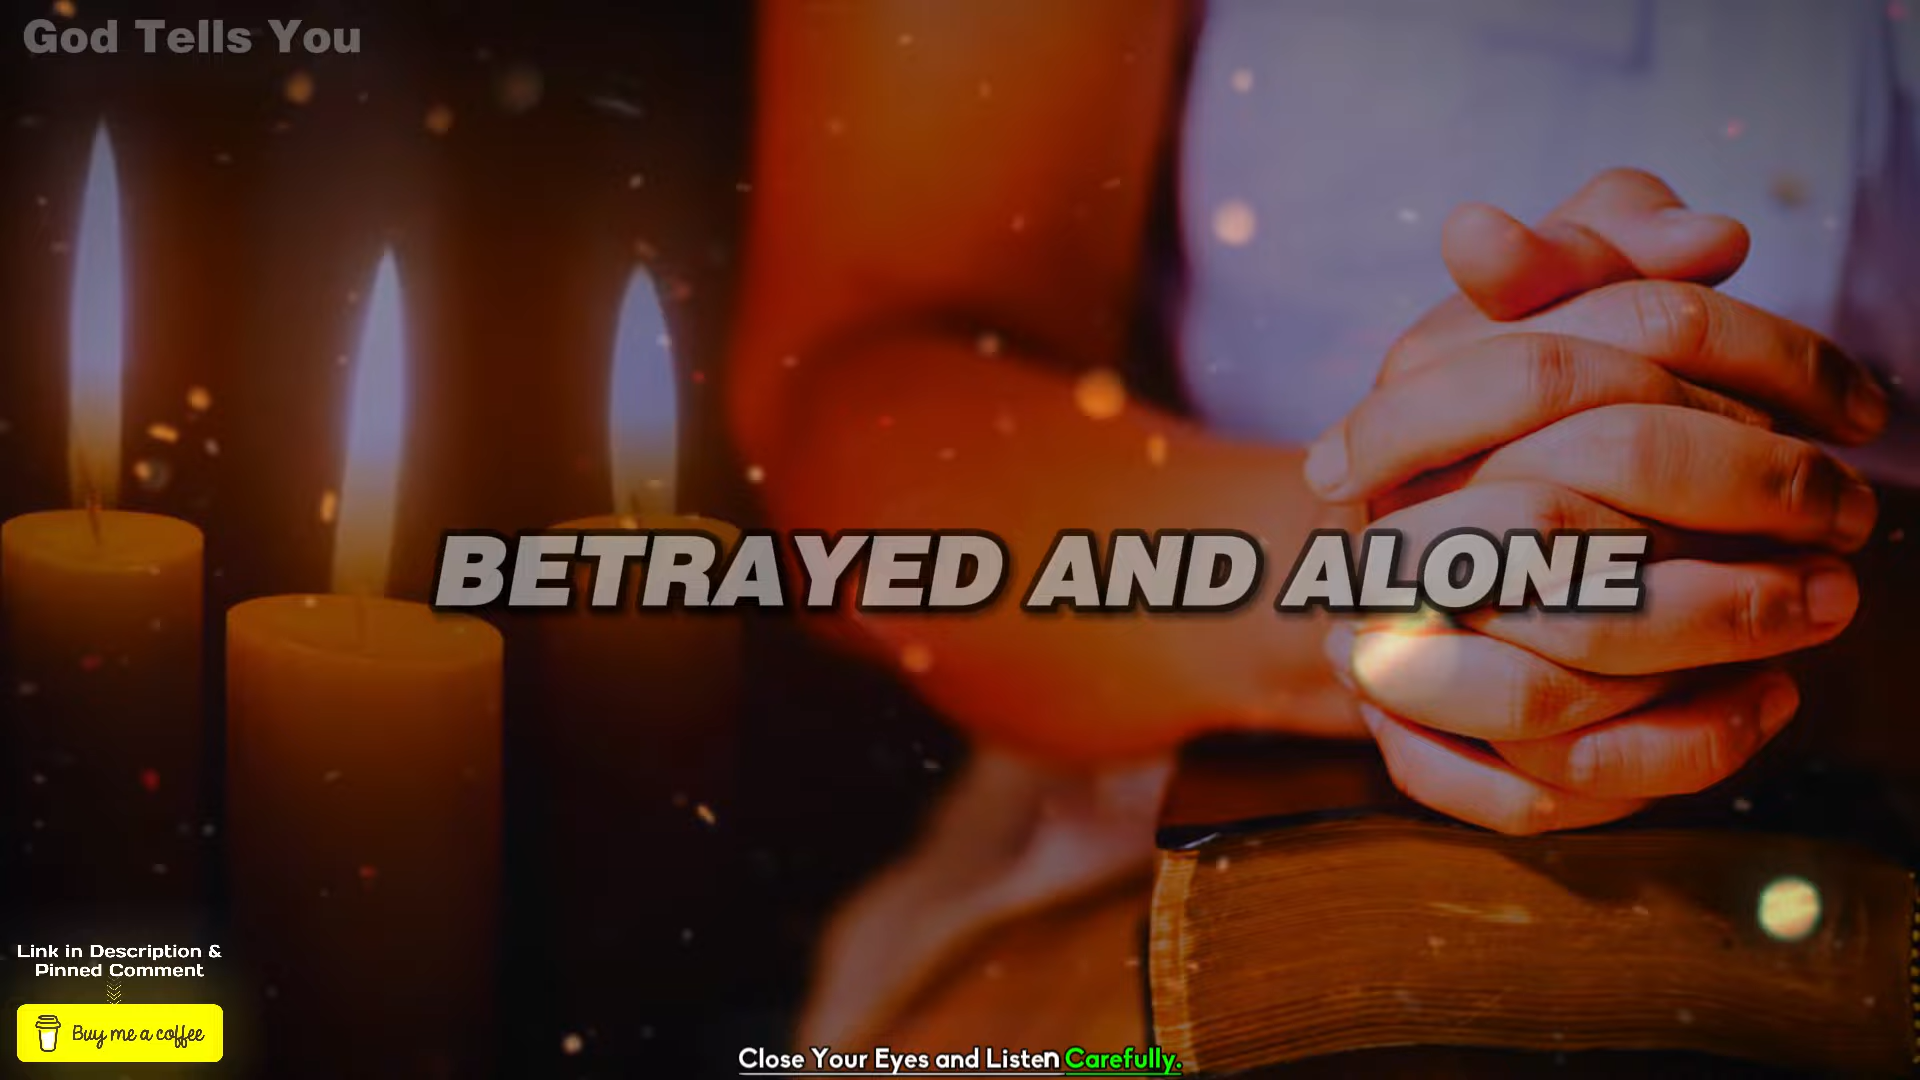 God Tells You
BETRAYED AND ALONE
Link in Description &
Pinned Comment
Buy me a coffee
Close Your Eyes and Listen Carefully.